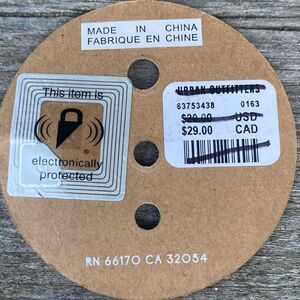 MADE IN CHINA
FABRIQUE EN CHINE
This item is
electronically
protected
®
URBAN OUTFITTERS
63753438 0163
$20.00 USD
$29.00 CAD
RN 66170 CA 32054